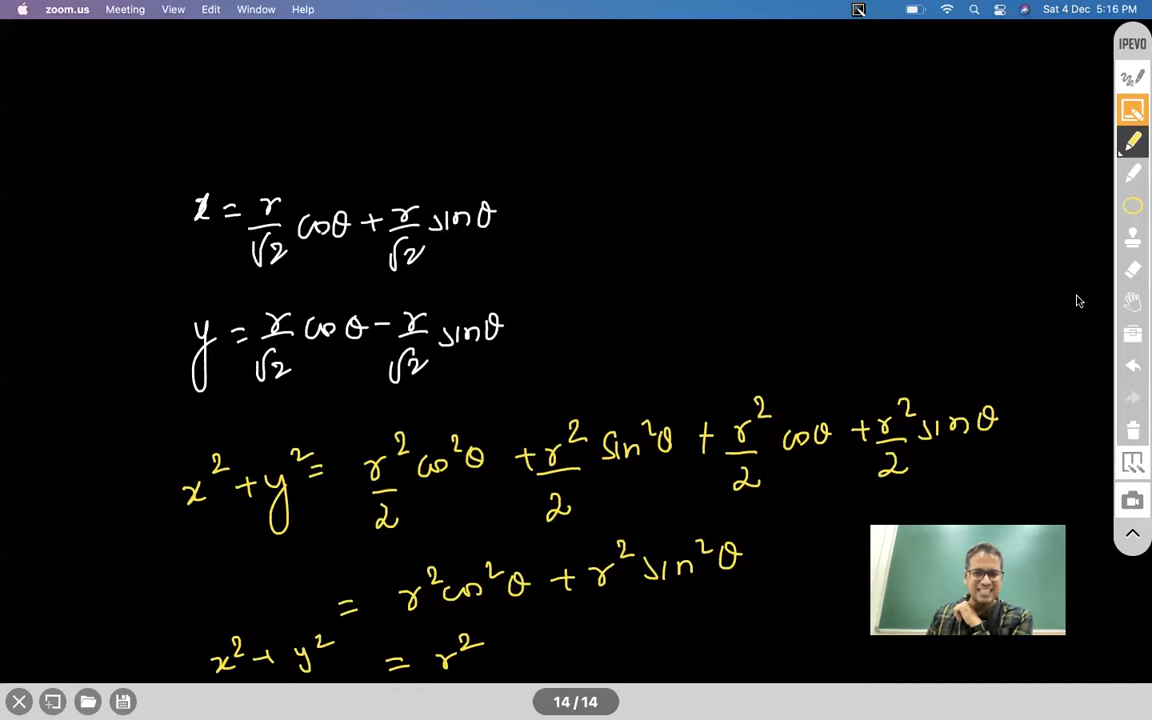 zoom.us Meeting View Edit Window Help Sat 4 Dec 5:16 PM
IPEVO
x = r/√2 cosθ + r/√2 sinθ
y = r/√2 cosθ − r/√2 sinθ
x² + y² = r²/2 cos²θ + r²/2 sin²θ + r²/2 cosθ + r²/2 sinθ
= r²cos²θ + r²sin²θ
x² + y² = r²
14/14